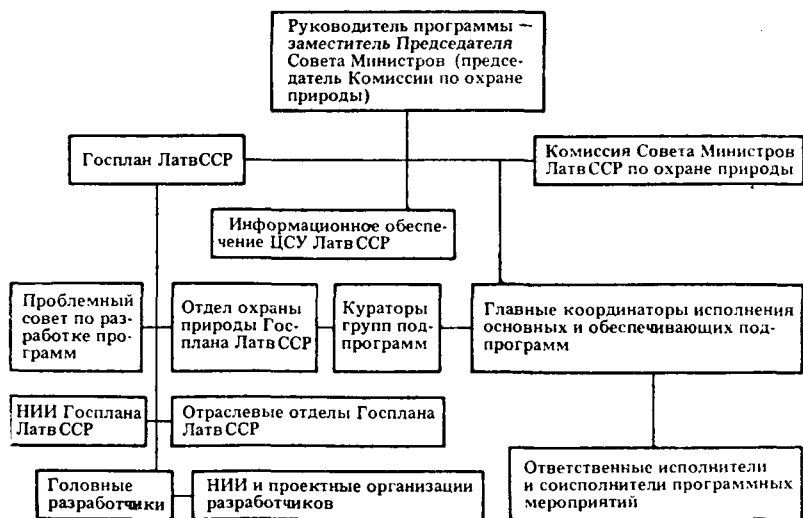 Руководитель программы —
заместитель Председателя
Совета Министров (предсе-
датель Комиссии по охране
природы)
Госплан ЛатвССР
Комиссия Совета Министров
ЛатвССР по охране природы
Информационное обеспе-
чение ЦСУ ЛатвССР
Проблемный
совет по раз-
работке про-
грамм
Отдел охраны
природы Гос-
плана ЛатвССР
Кураторы
групп под-
программ
Главные координаторы исполнения
основных и обеспечивающих под-
программ
НИИ Госплана
ЛатвССР
Отраслевые отделы Госплана
ЛатвССР
Головные
разработчики
НИИ и проектные организации
разработчиков
Ответственные исполнители
и соисполнители программных
мероприятий